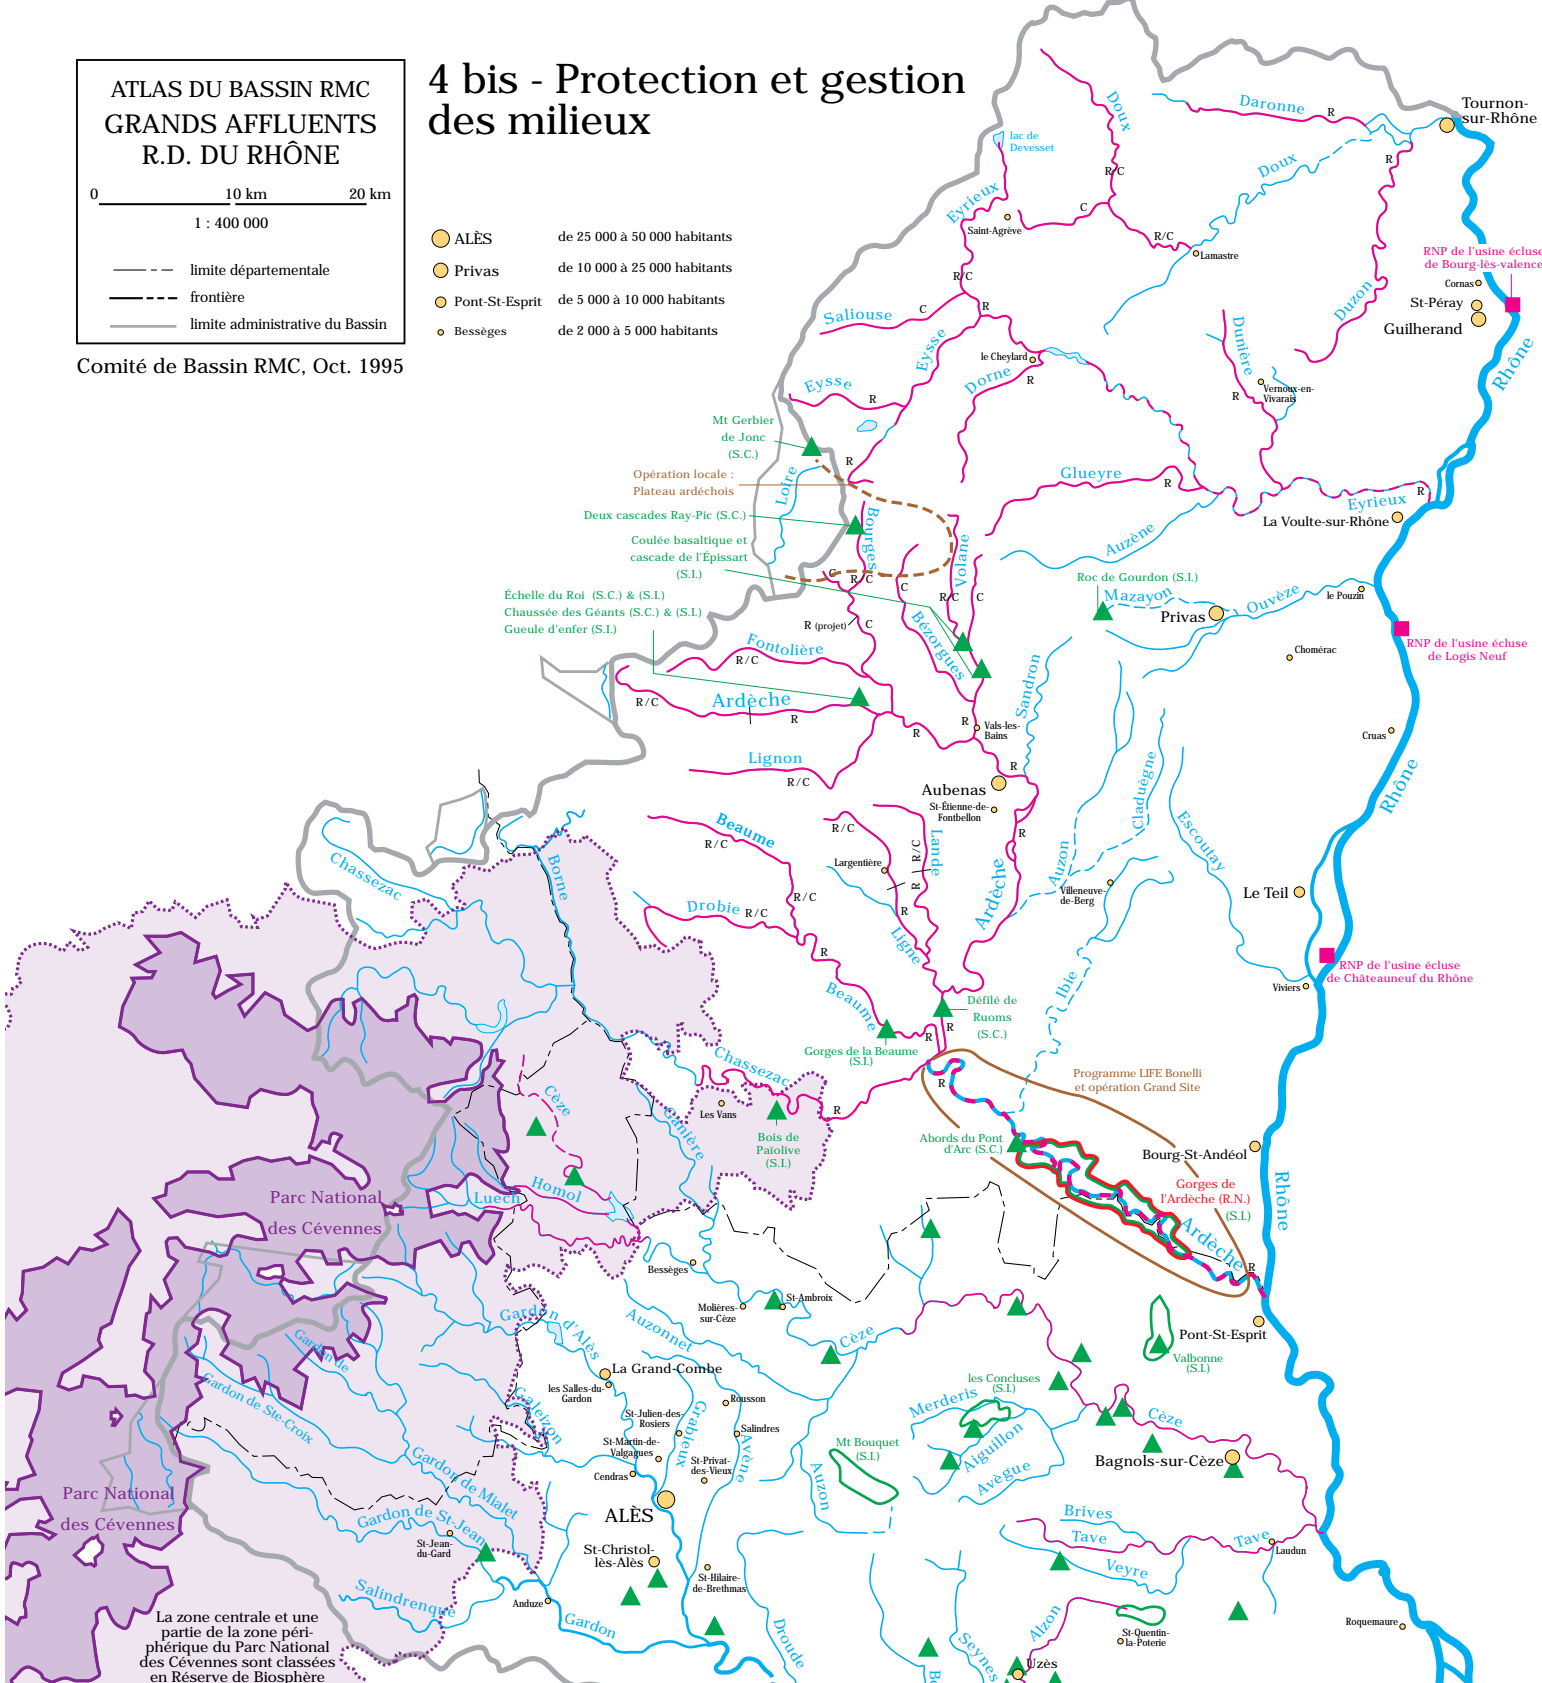 ATLAS DU BASSIN RMC
GRANDS AFFLUENTS
R.D. DU RHÔNE
0 10 km 20 km
1 : 400 000
limite départementale
frontière
limite administrative du Bassin
Comité de Bassin RMC, Oct. 1995
4 bis - Protection et gestion
des milieux
ALÈS de 25 000 à 50 000 habitants
Privas de 10 000 à 25 000 habitants
Pont-St-Esprit de 5 000 à 10 000 habitants
Bessèges de 2 000 à 5 000 habitants
Doux
Daronne
R
Tournon-
sur-Rhône
lac de
Devesset
R/C
Doux
R
Eyrieux
Saint-Agrève
C
R/C
Lamastre
RNP de l'usine écluse
de Bourg-lès-valence
Cornas
St-Péray
Guilherand
Duzon
R/C
R
Saliouse
C
Eysse
Dunière
Rhône
le Cheylard
Dorne
R
Eysse
R
Vernoux-en-
Vivarais
R
Mt Gerbier
de Jonc
(S.C.)
R
Opération locale :
Plateau ardéchois
Loire
Glueyre
R
R
Eyrieux
La Voulte-sur-Rhône
Deux cascades Ray-Pic (S.C.)
Bourges
Volane
Auzène
Coulée basaltique et
cascade de l'Épissart
(S.I.)
C
R/C
C
R/C
C
Roc de Gourdon (S.I.)
Mazayon
Privas
Ouvèze
le Pouzin
Échelle du Roi (S.C.) & (S.I.)
Chaussée des Géants (S.C.) & (S.I.)
Gueule d'enfer (S.I.)
R (projet)
C
Bézorgues
RNP de l'usine écluse
de Logis Neuf
Chomérac
Fontolière
R/C
Sandron
R/C
Ardèche
R
R
R
Vals-les-
Bains
Cruas
Lignon
R/C
R
Aubenas
St-Étienne-de-
Fontbellon
Claduègne
Rhône
Beaume
R/C
R/C
Lande
R/C
R
Largentière
R
Escoutay
Auzon
Villeneuve-
de-Berg
Le Teil
Chassezac
Borne
Drobie
R/C
R/C
R
Ligne
Ardèche
R
Ibie
RNP de l'usine écluse
de Châteauneuf du Rhône
Viviers
Beaume
Défilé de
Ruoms
(S.C.)
R
R
Gorges de la Beaume
(S.I.)
Chassezac
Programme LIFE Bonelli
et opération Grand Site
R
Cèze
Ganière
Les Vans
R
Bois de
Païolive
(S.I.)
Abords du Pont
d'Arc (S.C.)
Bourg-St-Andéol
Gorges de
l'Ardèche (R.N.)
(S.I.)
Ardèche
R
Rhône
Parc National
des Cévennes
Luech
Homol
Bessèges
Molières-
sur-Cèze
St-Ambroix
Cèze
Gardon d'Alès
Auzonnet
Pont-St-Esprit
Valbonne
(S.I.)
Gardon de
Gardon de Ste-Croix
La Grand-Combe
les Salles-du-
Gardon
Rousson
les Concluses
(S.I.)
Merderis
Cèze
Galeizon
St-Julien-des-
Rosiers
Grabieux
Salindres
Avène
St-Martin-de-
Valgagues
St-Privat-
des-Vieux
Cendras
Mt Bouquet
(S.I.)
Auzon
Aiguillon
Avègue
Bagnols-sur-Cèze
Parc National
des Cévennes
Gardon de Mialet
Gardon de St-Jean
St-Jean-
du-Gard
ALÈS
St-Christol-
lès-Alès
St-Hilaire-
de-Brethmas
Brives
Tave
Tave
Laudun
Veyre
Salindrenque
Anduze
Gardon
Droude
Seynes
Alzon
St-Quentin-
la-Poterie
Uzès
Roquemaure
La zone centrale et une
partie de la zone péri-
phérique du Parc National
des Cévennes sont classées
en Réserve de Biosphère